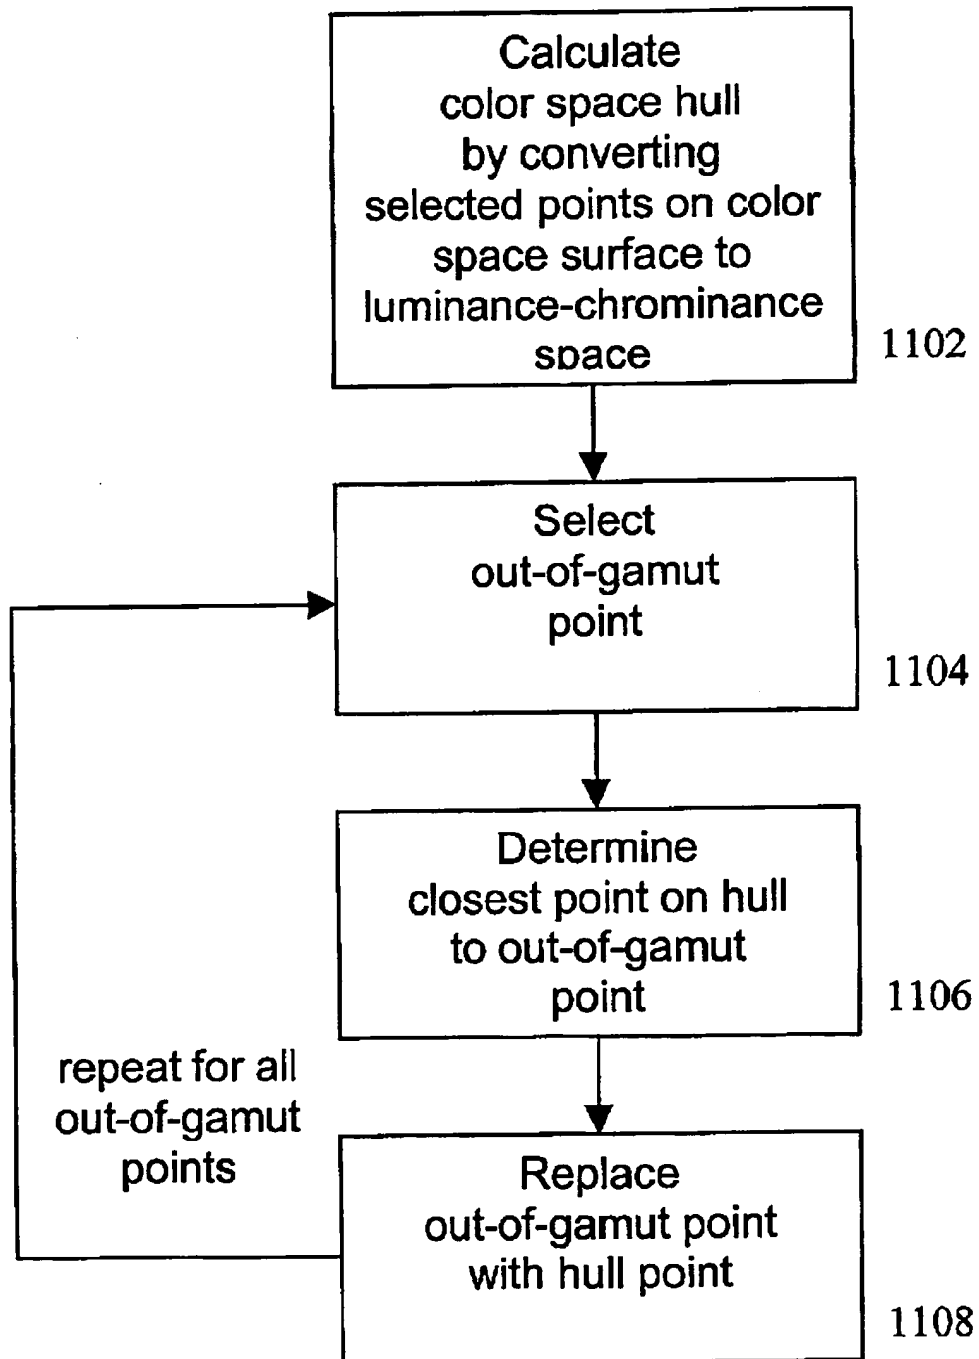 Calculate
color space hull
by converting
selected points on color
space surface to
luminance-chrominance
space
1102
Select
out-of-gamut
point
1104
Determine
closest point on hull
to out-of-gamut
point
1106
repeat for all
out-of-gamut
points
Replace
out-of-gamut point
with hull point
1108